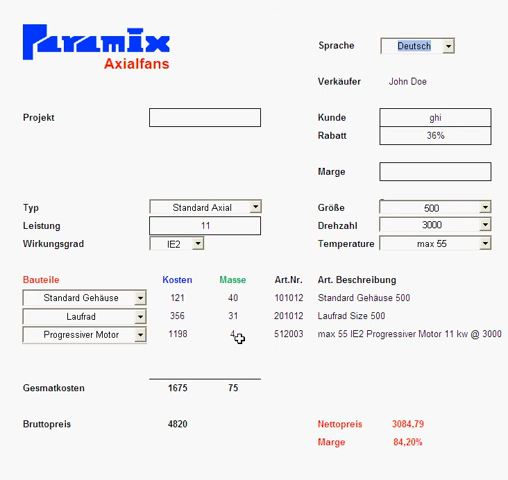 Paramix
Axialfans
Sprache Deutsch
Verkäufer John Doe
Projekt Kunde ghi
Rabatt 36%
Marge
Typ Standard Axial Größe 500
Leistung 11 Drehzahl 3000
Wirkungsgrad IE2 Temperature max 55
Bauteile Kosten Masse Art.Nr. Art. Beschreibung
Standard Gehäuse 121 40 101012 Standard Gehäuse 500
Laufrad 356 31 201012 Laufrad Size 500
Progressiver Motor 1198 4 512003 max 55 IE2 Progressiver Motor 11 kw @ 3000
Gesmatkosten 1675 75
Bruttopreis 4820 Nettopreis 3084,79
Marge 84,20%